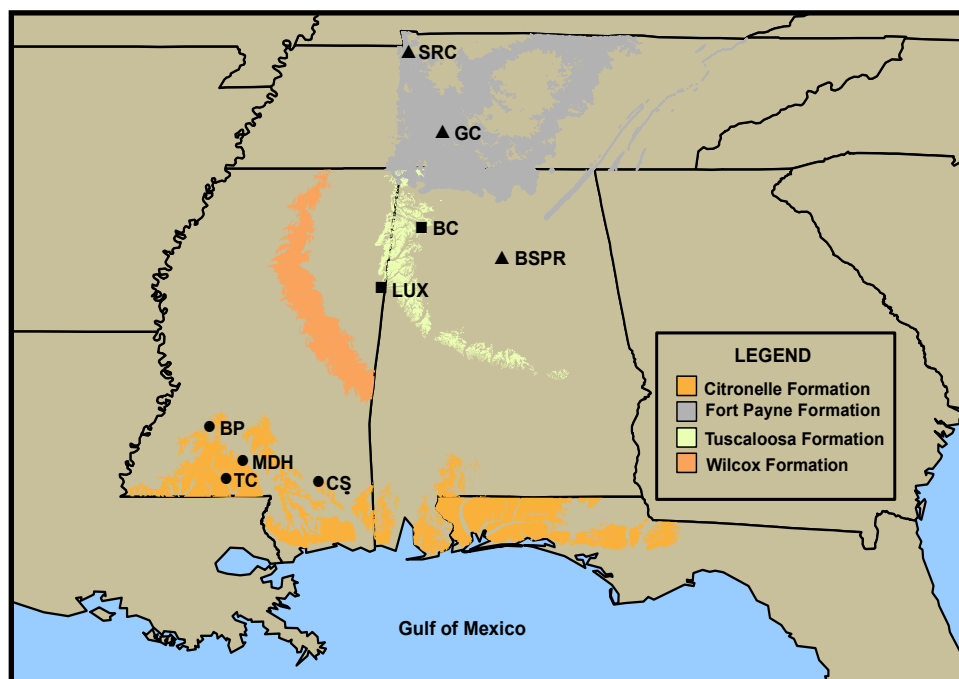 SRC
GC
BC
BSPR
LUX
LEGEND
Citronelle Formation
Fort Payne Formation
Tuscaloosa Formation
Wilcox Formation
BP
MDH
TC
CS
Gulf of Mexico